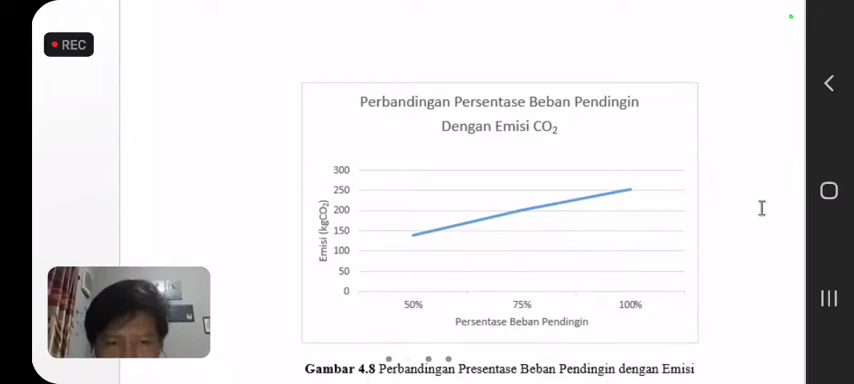 REC
Perbandingan Persentase Beban Pendingin
Dengan Emisi CO₂
300
250
200
150
100
50
0
Emisi (kgCO₂)
50% 75% 100%
Persentase Beban Pendingin
Gambar 4.8 Perbandingan Presentase Beban Pendingin dengan Emisi